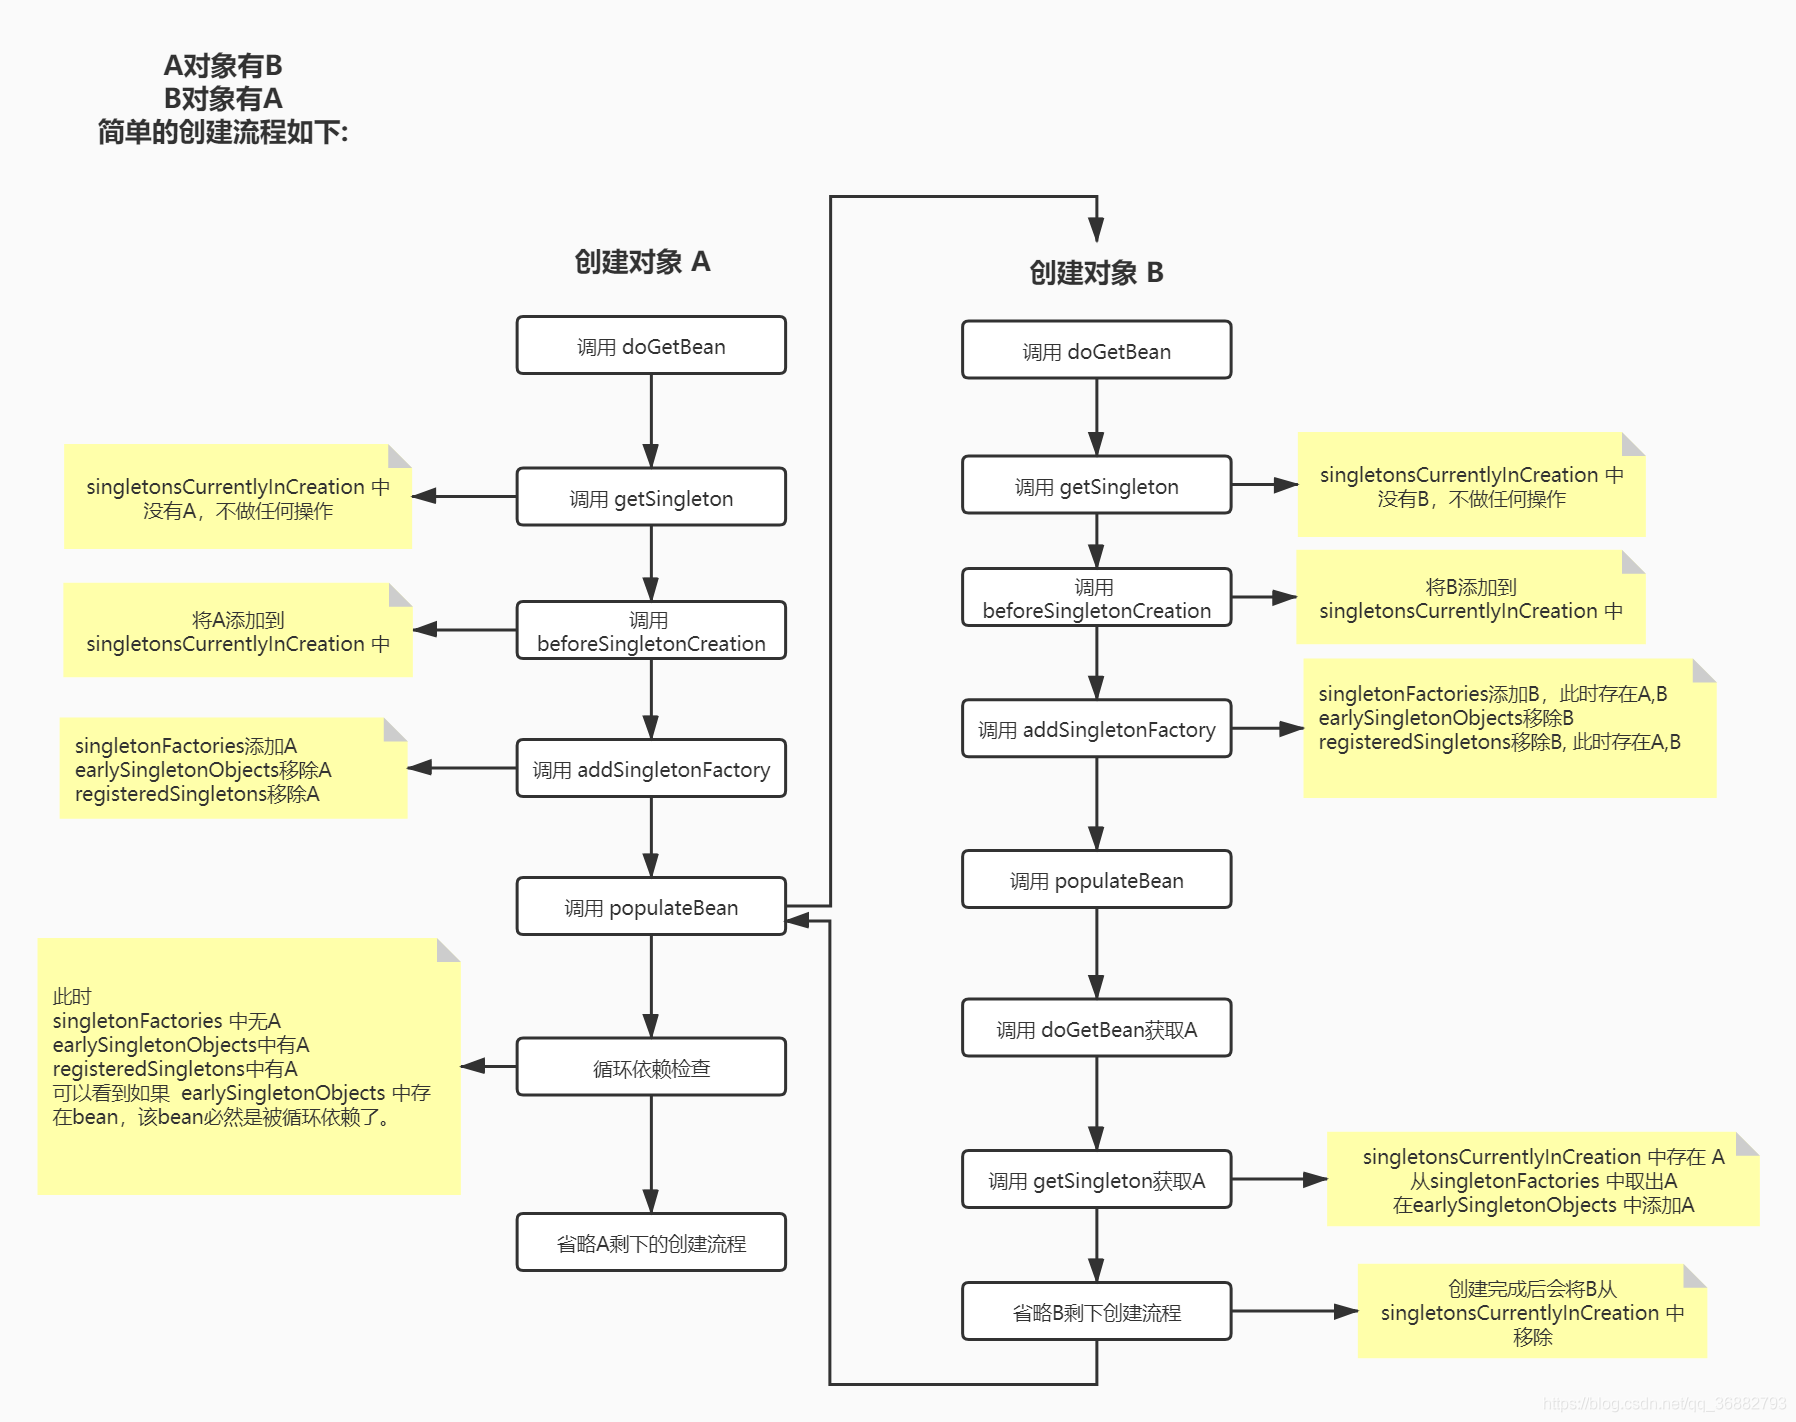 A对象有B
B对象有A
简单的创建流程如下:
创建对象 A
调用 doGetBean
调用 getSingleton
singletonsCurrentlyInCreation 中
没有A，不做任何操作
调用
beforeSingletonCreation
将A添加到
singletonsCurrentlyInCreation 中
调用 addSingletonFactory
singletonFactories添加A
earlySingletonObjects移除A
registeredSingletons移除A
调用 populateBean
循环依赖检查
此时
singletonFactories 中无A
earlySingletonObjects中有A
registeredSingletons中有A
可以看到如果 earlySingletonObjects 中存
在bean，该bean必然是被循环依赖了。
省略A剩下的创建流程
创建对象 B
调用 doGetBean
调用 getSingleton
singletonsCurrentlyInCreation 中
没有B，不做任何操作
调用
beforeSingletonCreation
将B添加到
singletonsCurrentlyInCreation 中
调用 addSingletonFactory
singletonFactories添加B，此时存在A,B
earlySingletonObjects移除B
registeredSingletons移除B, 此时存在A,B
调用 populateBean
调用 doGetBean获取A
调用 getSingleton获取A
singletonsCurrentlyInCreation 中存在 A
从singletonFactories 中取出A
在earlySingletonObjects 中添加A
省略B剩下创建流程
创建完成后会将B从
singletonsCurrentlyInCreation 中
移除
https://blog.csdn.net/qq_36882793